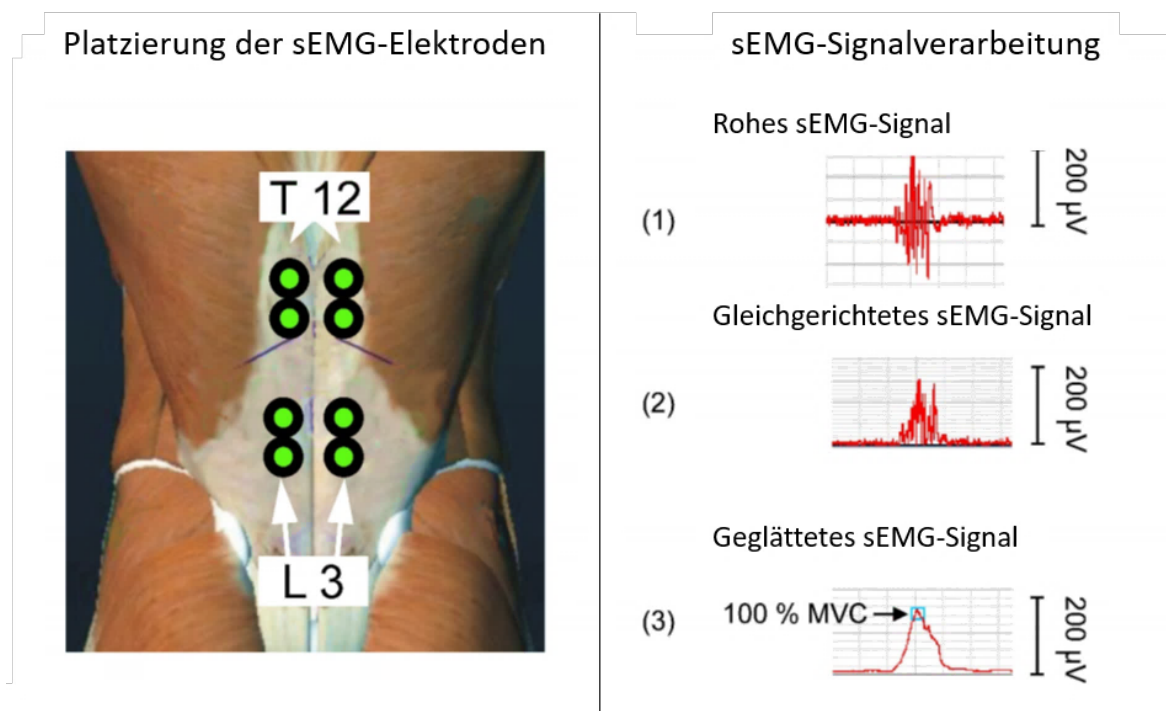 Platzierung der sEMG-Elektroden
T 12
L 3
sEMG-Signalverarbeitung
Rohes sEMG-Signal
(1)
200 µV
Gleichgerichtetes sEMG-Signal
(2)
200 µV
Geglättetes sEMG-Signal
(3)
100 % MVC
200 µV